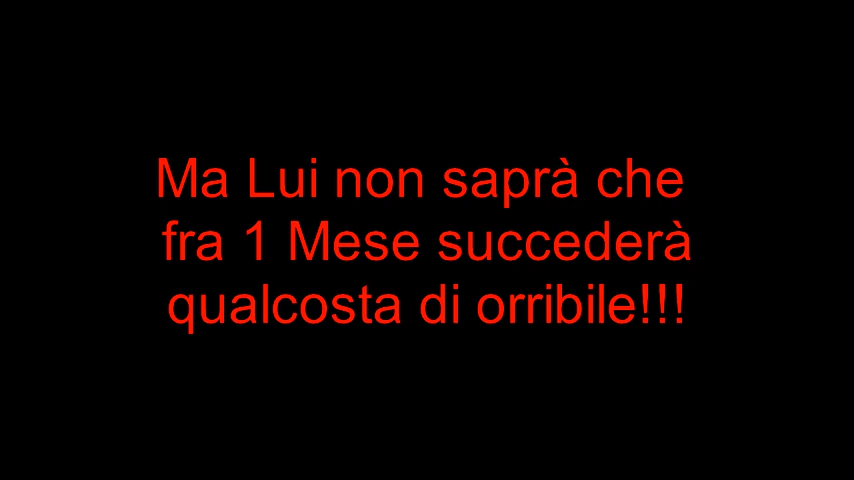 Ma Lui non saprà che
fra 1 Mese succederà
qualcosta di orribile!!!